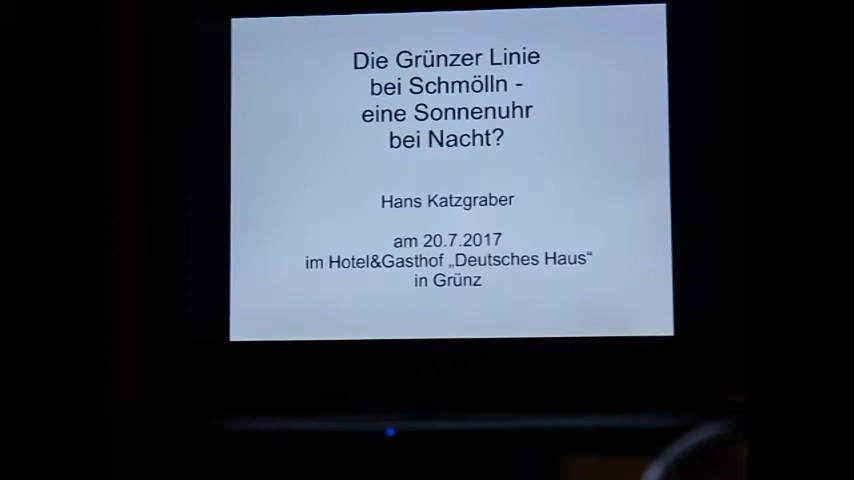 Die Grünzer Linie
bei Schmölln -
eine Sonnenuhr
bei Nacht?
Hans Katzgraber
am 20.7.2017
im Hotel&Gasthof „Deutsches Haus“
in Grünz